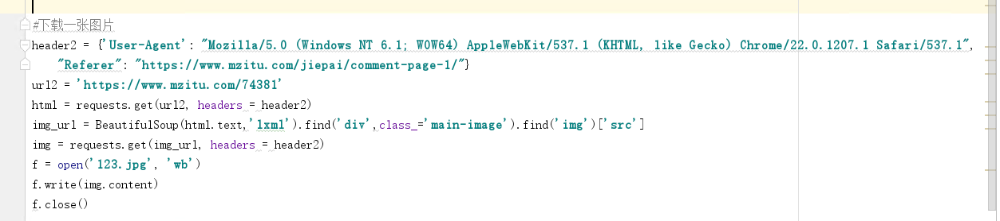 #下载一张图片
header2 = {'User-Agent': "Mozilla/5.0 (Windows NT 6.1; WOW64) AppleWebKit/537.1 (KHTML, like Gecko) Chrome/22.0.1207.1 Safari/537.1",
"Referer": "https://www.mzitu.com/jiepai/comment-page-1/"}
url2 = 'https://www.mzitu.com/74381'
html = requests.get(url2, headers = header2)
img_url = BeautifulSoup(html.text,'lxml').find('div',class_='main-image').find('img')['src']
img = requests.get(img_url, headers = header2)
f = open('123.jpg', 'wb')
f.write(img.content)
f.close()